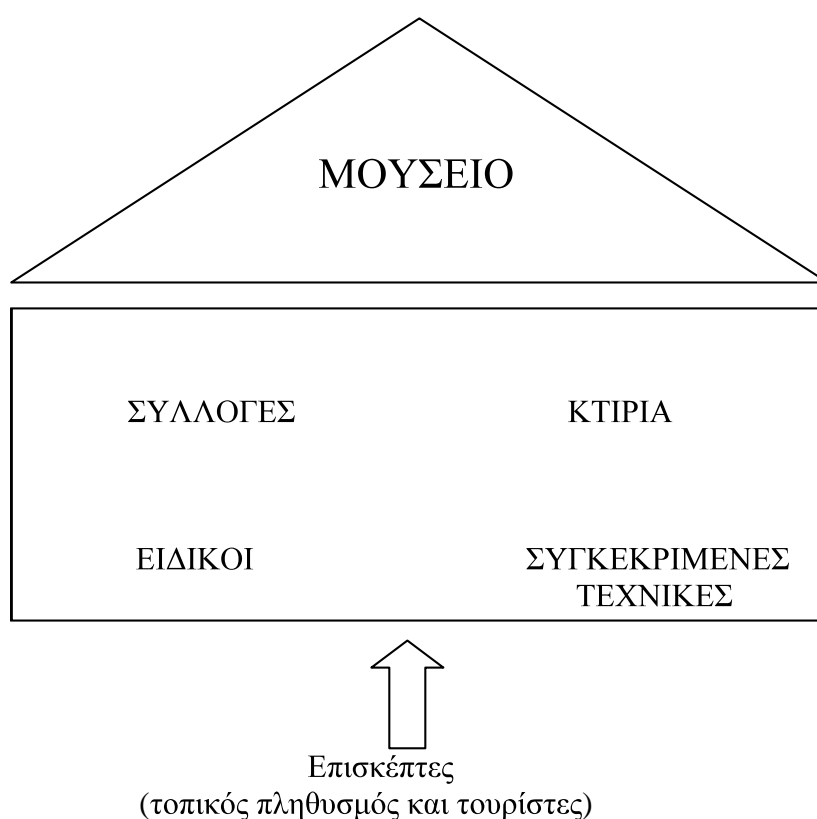 ΜΟΥΣΕΙΟ
ΣΥΛΛΟΓΕΣ
ΚΤΙΡΙΑ
ΕΙΔΙΚΟΙ
ΣΥΓΚΕΚΡΙΜΕΝΕΣ
ΤΕΧΝΙΚΕΣ
Επισκέπτες
(τοπικός πληθυσμός και τουρίστες)